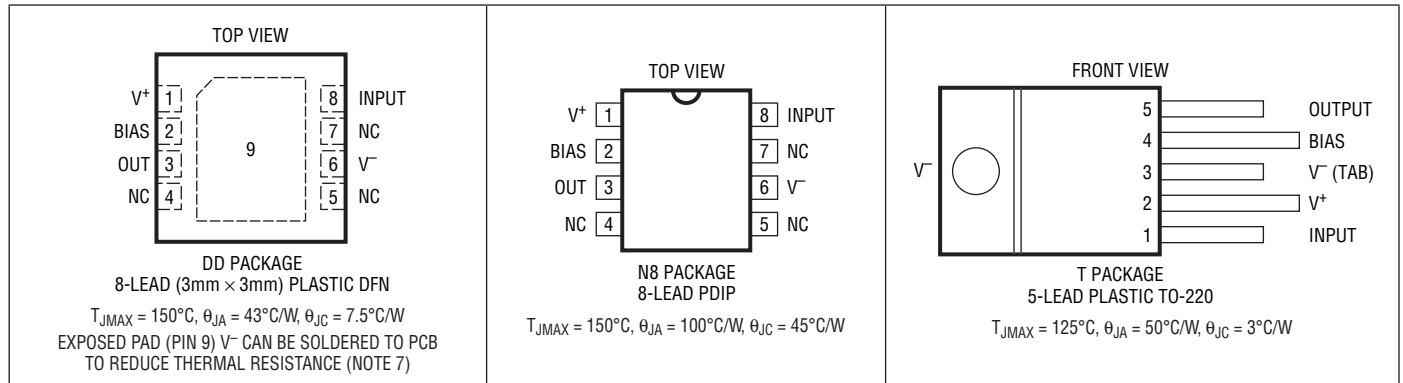 TOP VIEW
V+ 1 8 INPUT
BIAS 2 7 NC
OUT 3 9 6 V–
NC 4 5 NC
DD PACKAGE
8-LEAD (3mm × 3mm) PLASTIC DFN
TJMAX = 150°C, θJA = 43°C/W, θJC = 7.5°C/W
EXPOSED PAD (PIN 9) V– CAN BE SOLDERED TO PCB
TO REDUCE THERMAL RESISTANCE (NOTE 7)
TOP VIEW
V+ 1 8 INPUT
BIAS 2 7 NC
OUT 3 6 V–
NC 4 5 NC
N8 PACKAGE
8-LEAD PDIP
TJMAX = 150°C, θJA = 100°C/W, θJC = 45°C/W
FRONT VIEW
5 OUTPUT
4 BIAS
V– 3 V– (TAB)
2 V+
1 INPUT
T PACKAGE
5-LEAD PLASTIC TO-220
TJMAX = 125°C, θJA = 50°C/W, θJC = 3°C/W